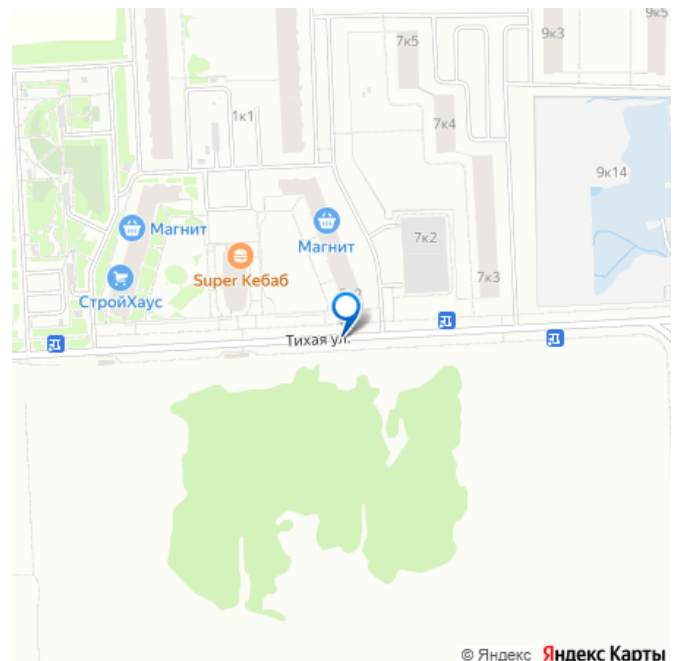 9к5
9к3
7к5
1к1
7к4
9к14
Магнит
Магнит
7к2
Super Кебаб
7к3
СтройХаус
Тихая ул.
© Яндекс Яндекс Карты